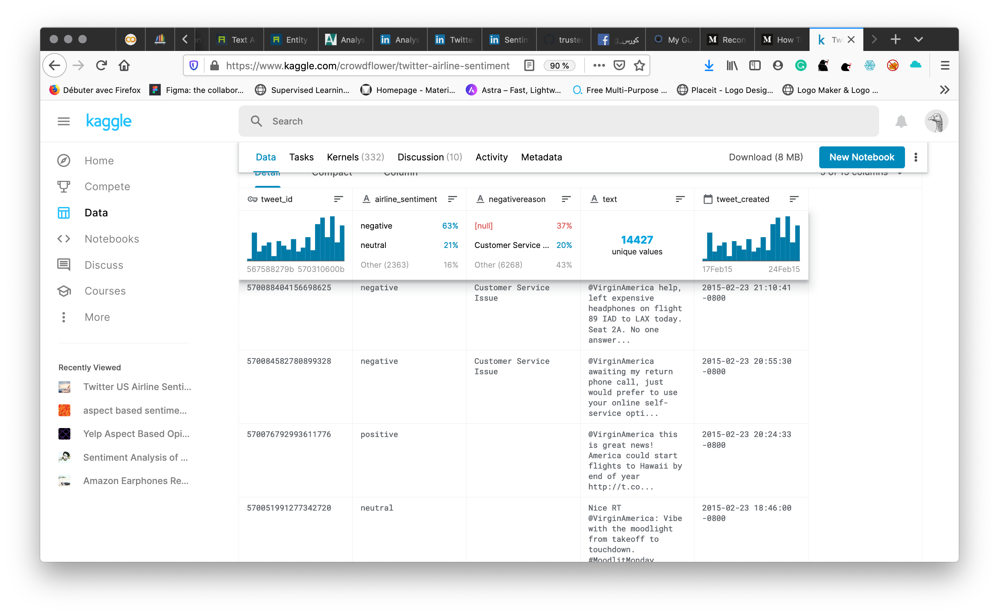 Text A
Entity
Analys
Analys
Twitte
Sentim
trusted
كورس_g
My Gu
Recon
How T
Tw
https://www.kaggle.com/crowdflower/twitter-airline-sentiment
90 %
Débuter avec Firefox
Figma: the collabor...
Supervised Learnin...
Homepage - Materi...
Astra – Fast, Lightw...
Free Multi-Purpose ...
Placeit - Logo Desig...
Logo Maker & Logo ...
kaggle
Search
Home
Compete
Data
Notebooks
Discuss
Courses
More
Recently Viewed
Twitter US Airline Senti...
aspect based sentime...
Yelp Aspect Based Opi...
Sentiment Analysis of ...
Amazon Earphones Re...
Data Tasks Kernels (332) Discussion (10) Activity Metadata
Download (8 MB)
New Notebook
Detail Compact Column
5 of 15 columns
tweet_id
airline_sentiment
negativereason
text
tweet_created
567588279b 570310600b
negative 63%
neutral 21%
Other (2363) 16%
[null] 37%
Customer Service ... 20%
Other (6268) 43%
14427
unique values
17Feb15 24Feb15
570088404156698625
negative
Customer Service
Issue
@VirginAmerica help,
left expensive
headphones on flight
89 IAD to LAX today.
Seat 2A. No one
answer...
2015-02-23 21:10:41
-0800
570084582780899328
negative
Customer Service
Issue
@VirginAmerica
awaiting my return
phone call, just
would prefer to use
your online self-
service opti...
2015-02-23 20:55:30
-0800
570076792993611776
positive
@VirginAmerica this
is great news!
America could start
flights to Hawaii by
end of year
http://t.co...
2015-02-23 20:24:33
-0800
570051991277342720
neutral
Nice RT
@VirginAmerica: Vibe
with the moodlight
from takeoff to
touchdown.
#MoodlitMonday
2015-02-23 18:46:00
-0800